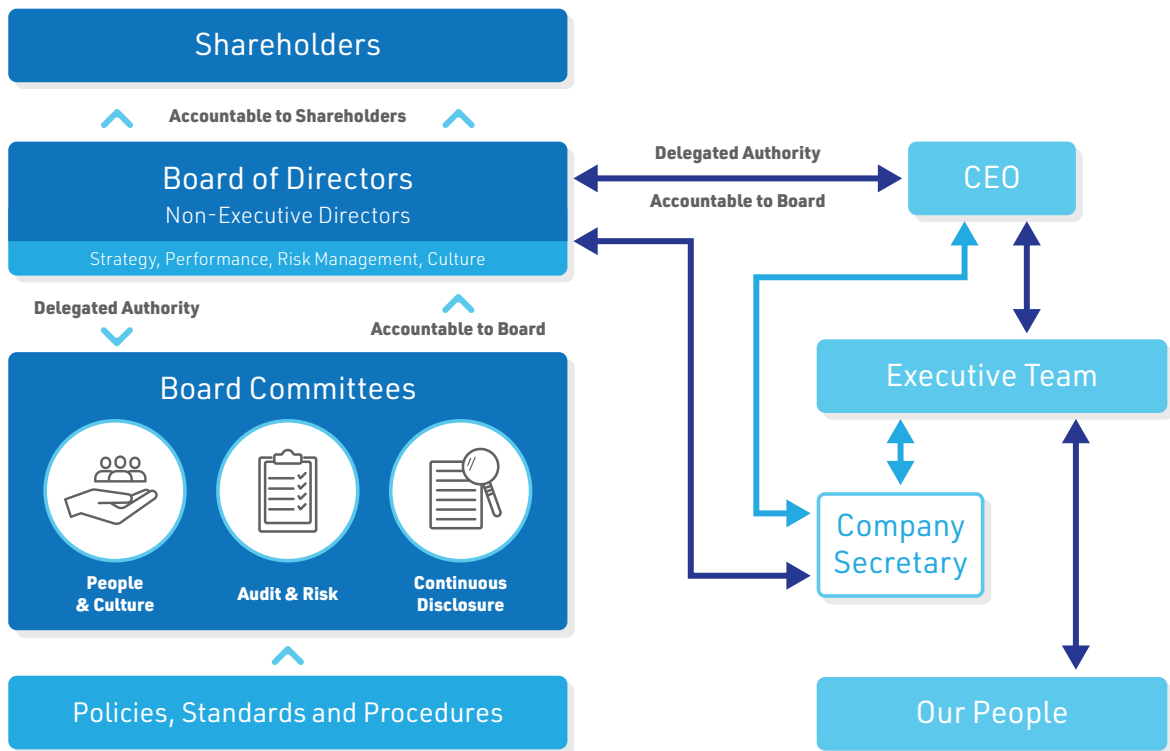 Shareholders
Accountable to Shareholders
Board of Directors
Non-Executive Directors
Strategy, Performance, Risk Management, Culture
Delegated Authority
Accountable to Board
CEO
Delegated Authority
Accountable to Board
Board Committees
People
& Culture
Audit & Risk
Continuous
Disclosure
Executive Team
Company
Secretary
Policies, Standards and Procedures
Our People